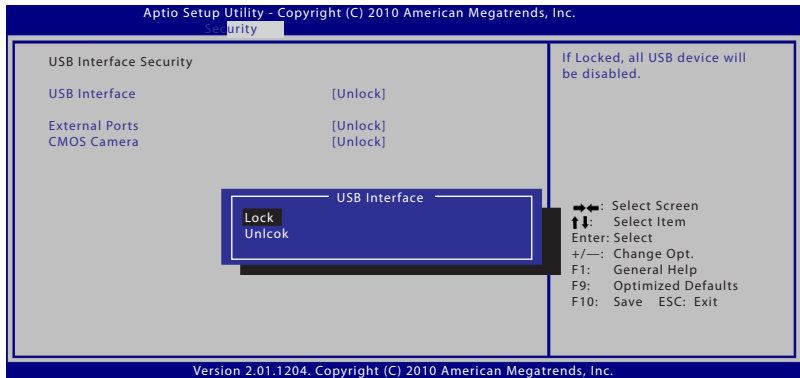 Aptio Setup Utility - Copyright (C) 2010 American Megatrends, Inc.
Security
USB Interface Security
USB Interface [Unlock]
External Ports [Unlock]
CMOS Camera [Unlock]
USB Interface
Lock
Unlcok
If Locked, all USB device will
be disabled.
→←: Select Screen
↑↓: Select Item
Enter: Select
+/—: Change Opt.
F1: General Help
F9: Optimized Defaults
F10: Save ESC: Exit
Version 2.01.1204. Copyright (C) 2010 American Megatrends, Inc.